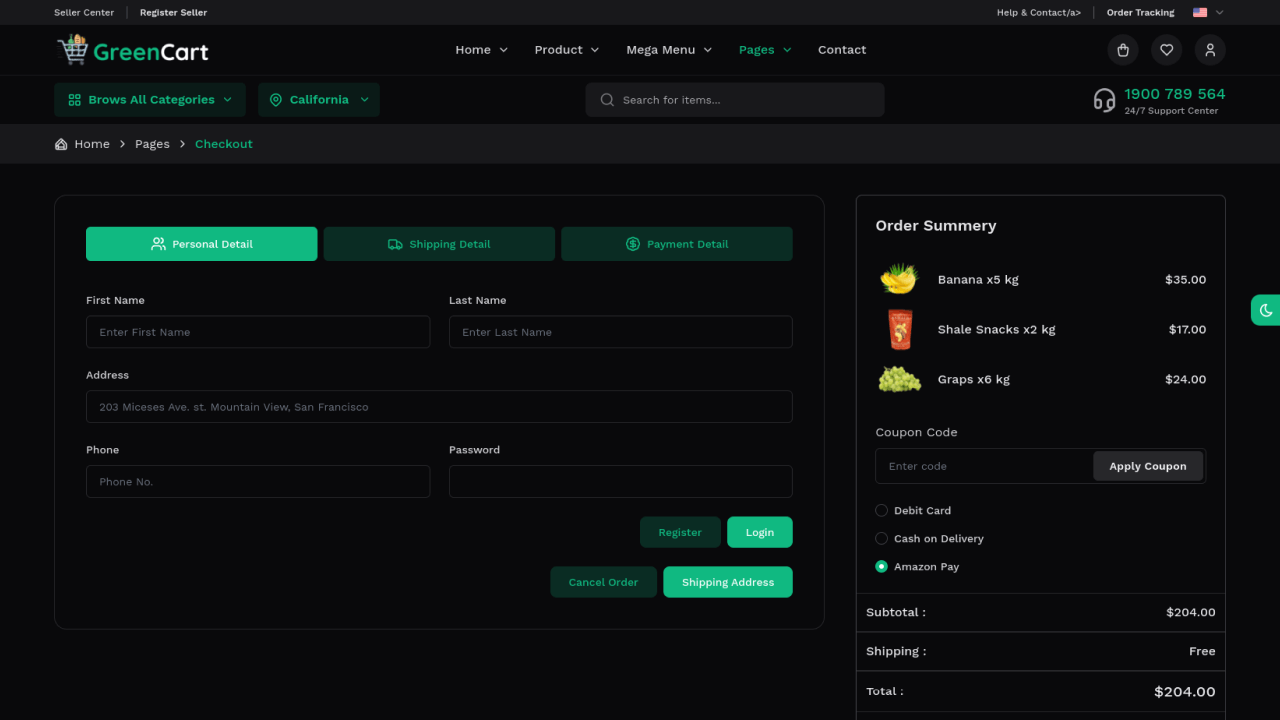 Seller Center
Register Seller
Help & Contact/a>
Order Tracking
GreenCart
Home
Product
Mega Menu
Pages
Contact
Brows All Categories
California
Search for items...
1900 789 564
24/7 Support Center
Home > Pages > Checkout
Personal Detail
Shipping Detail
Payment Detail
First Name
Last Name
Enter First Name
Enter Last Name
Address
203 Miceses Ave. st. Mountain View, San Francisco
Phone
Password
Phone No.
Register
Login
Cancel Order
Shipping Address
Order Summery
Banana x5 kg $35.00
Shale Snacks x2 kg $17.00
Graps x6 kg $24.00
Coupon Code
Enter code
Apply Coupon
Debit Card
Cash on Delivery
Amazon Pay
Subtotal : $204.00
Shipping : Free
Total : $204.00